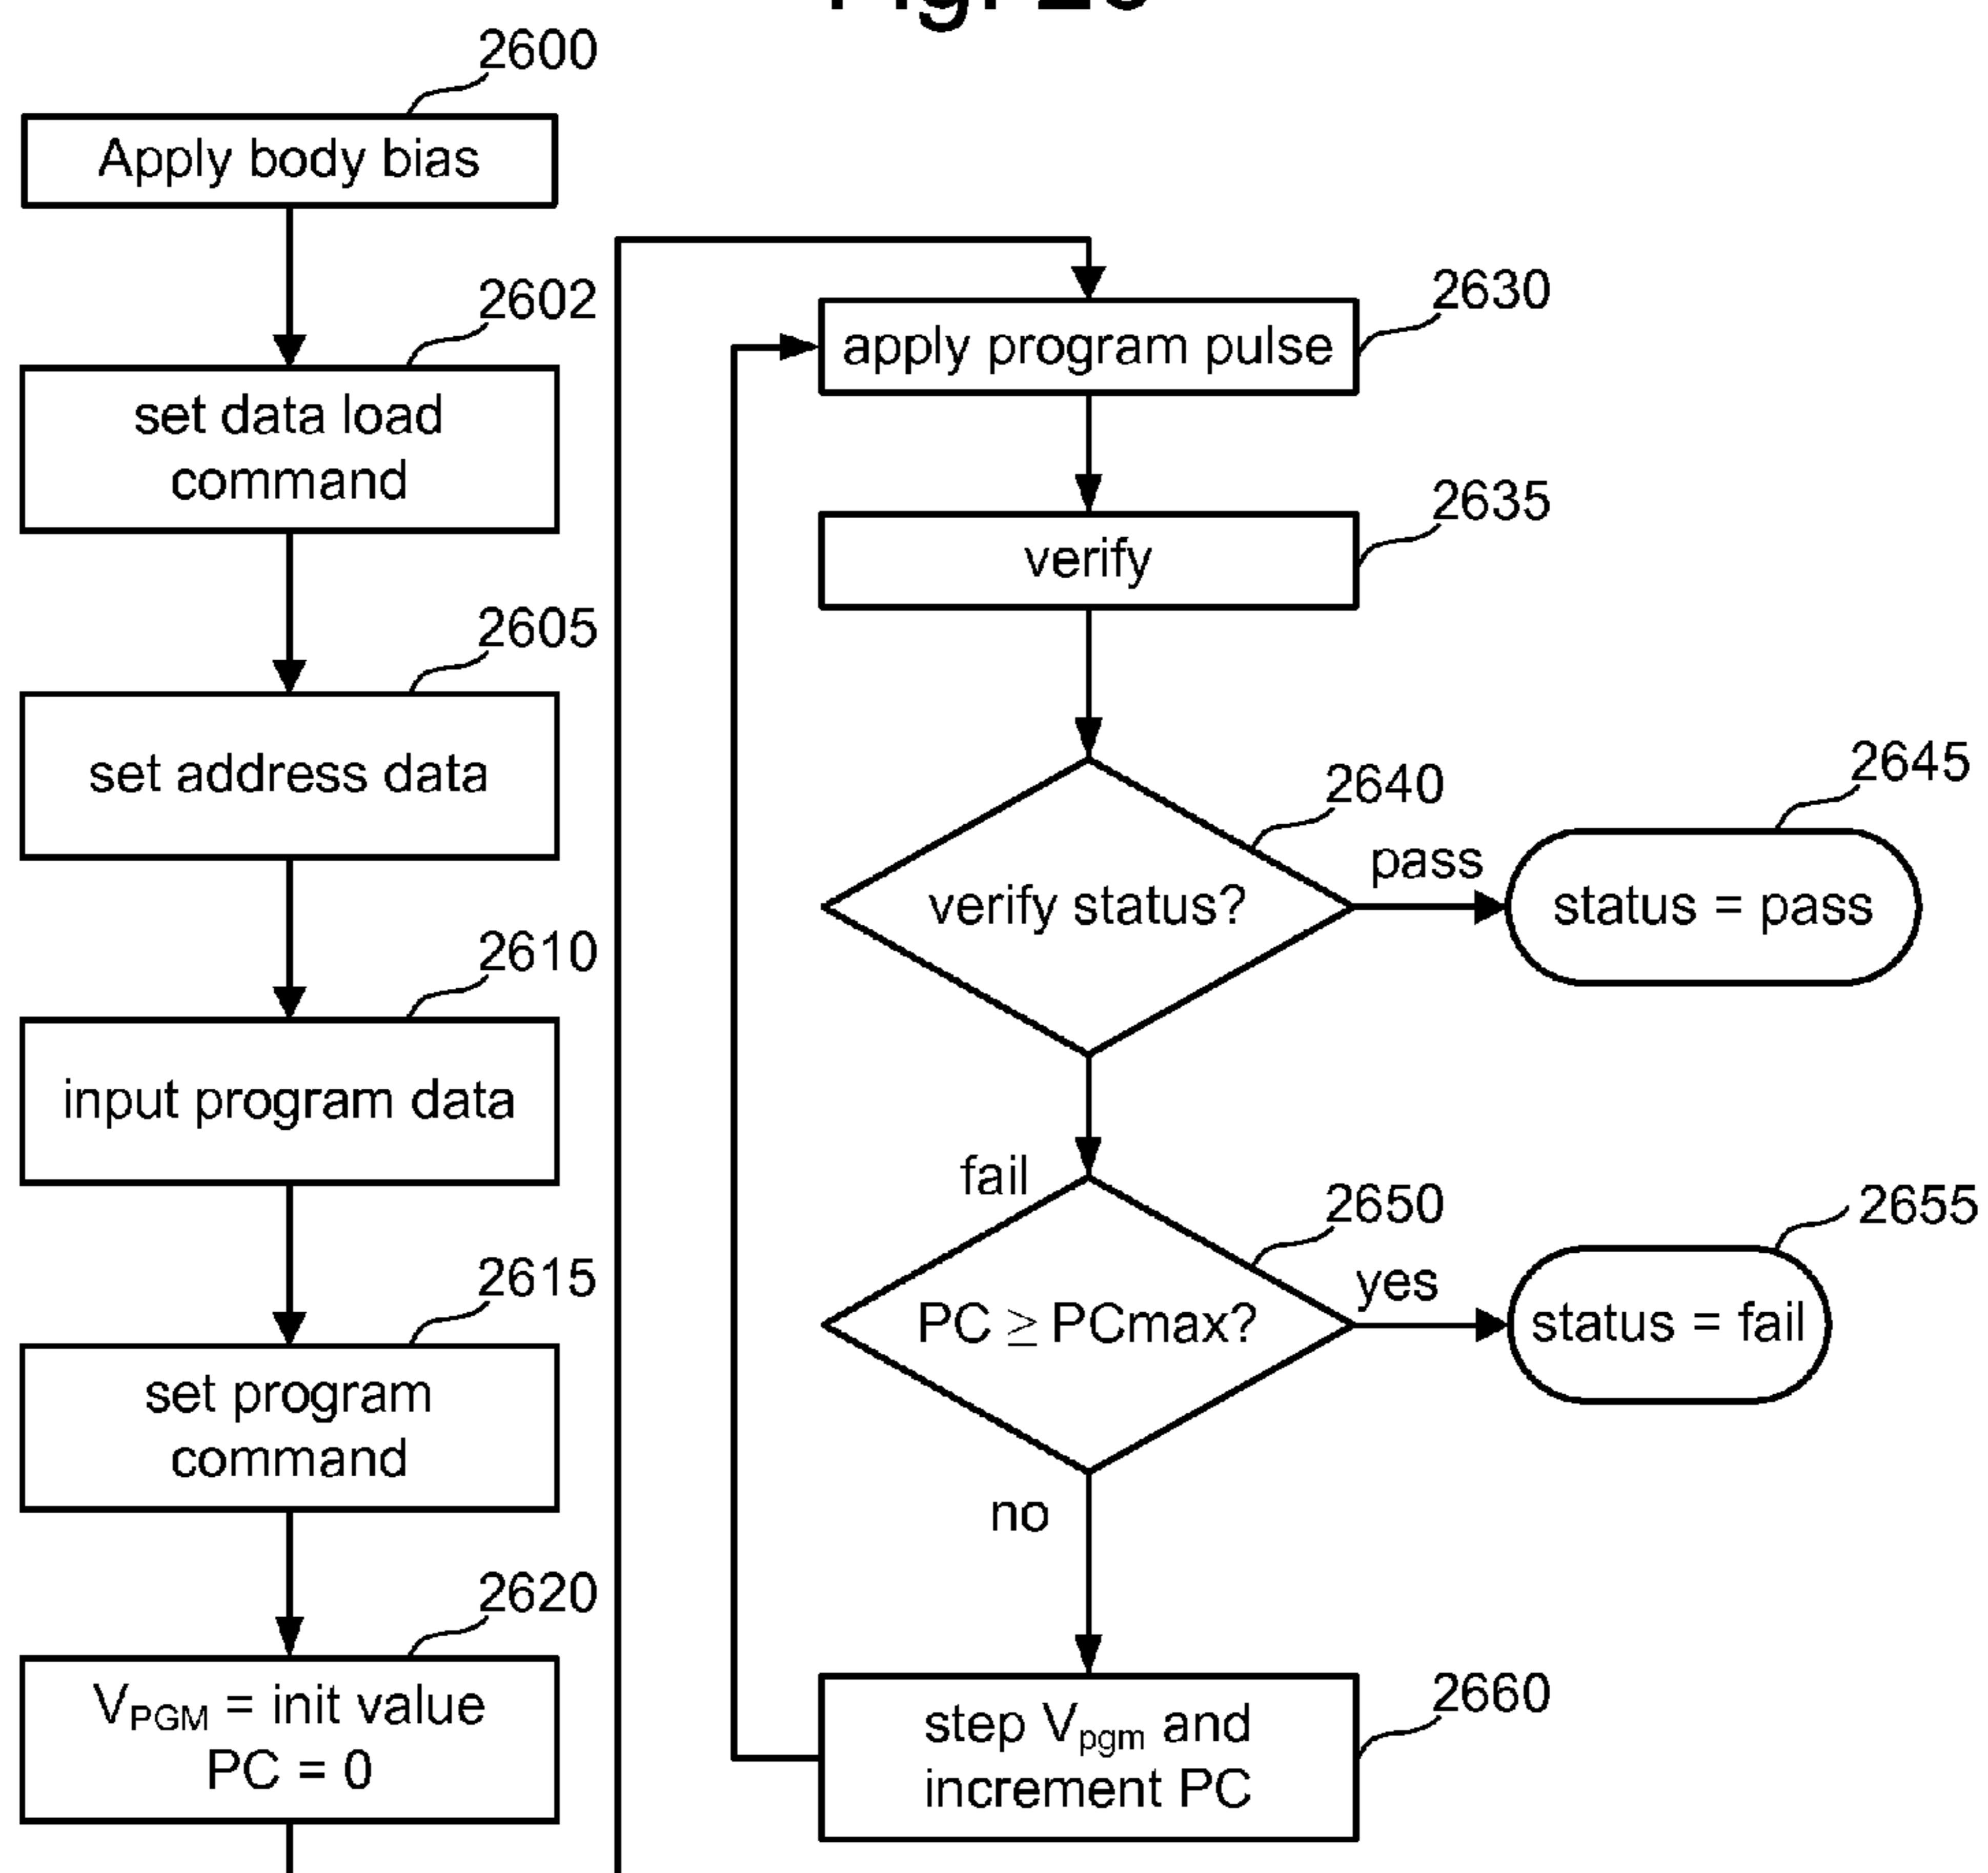 2600
Apply body bias
2602
set data load
command
2605
set address data
2610
input program data
2615
set program
command
2620
V_PGM = init value
PC = 0
2630
apply program pulse
2635
verify
2640
verify status?
pass
2645
status = pass
fail
2650
PC ≥ PCmax?
yes
2655
status = fail
no
2660
step V_pgm and
increment PC